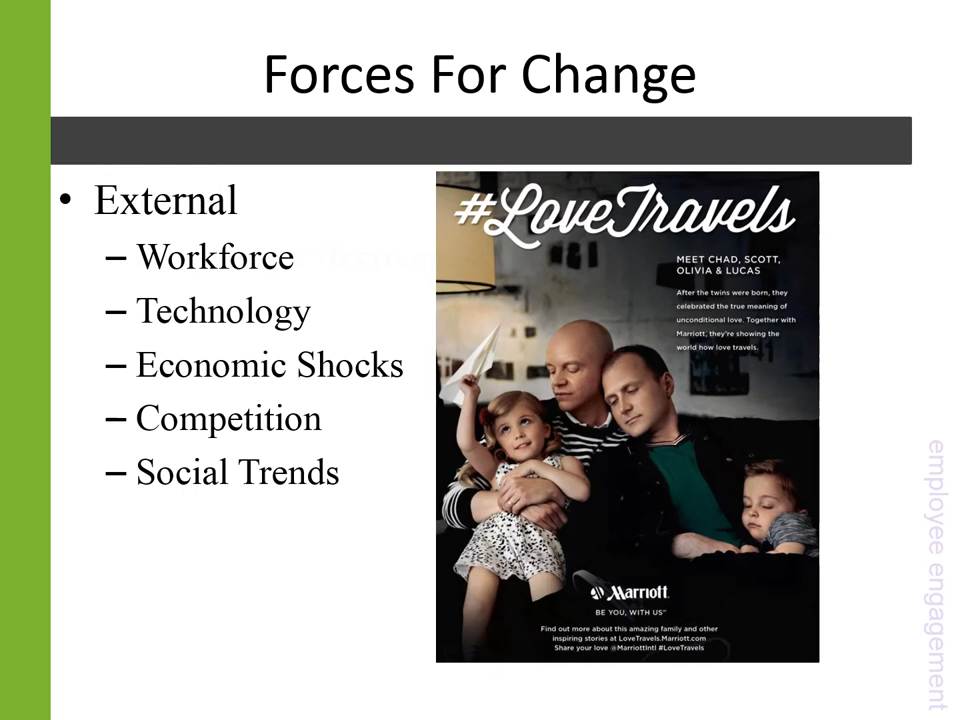 Forces For Change
• External
– Workforce
– Technology
– Economic Shocks
– Competition
– Social Trends
#LoveTravels
MEET CHAD, SCOTT,
OLIVIA & LUCAS
After the twins were born, they
celebrated the true meaning of
unconditional love. Together with
Marriott, they're showing the
world how love travels.
Marriott
BE YOU, WITH US℠
Find out more about this amazing family and other
inspiring stories at LoveTravels.Marriott.com
Share your love @MarriottIntl #LoveTravels
employee engagement